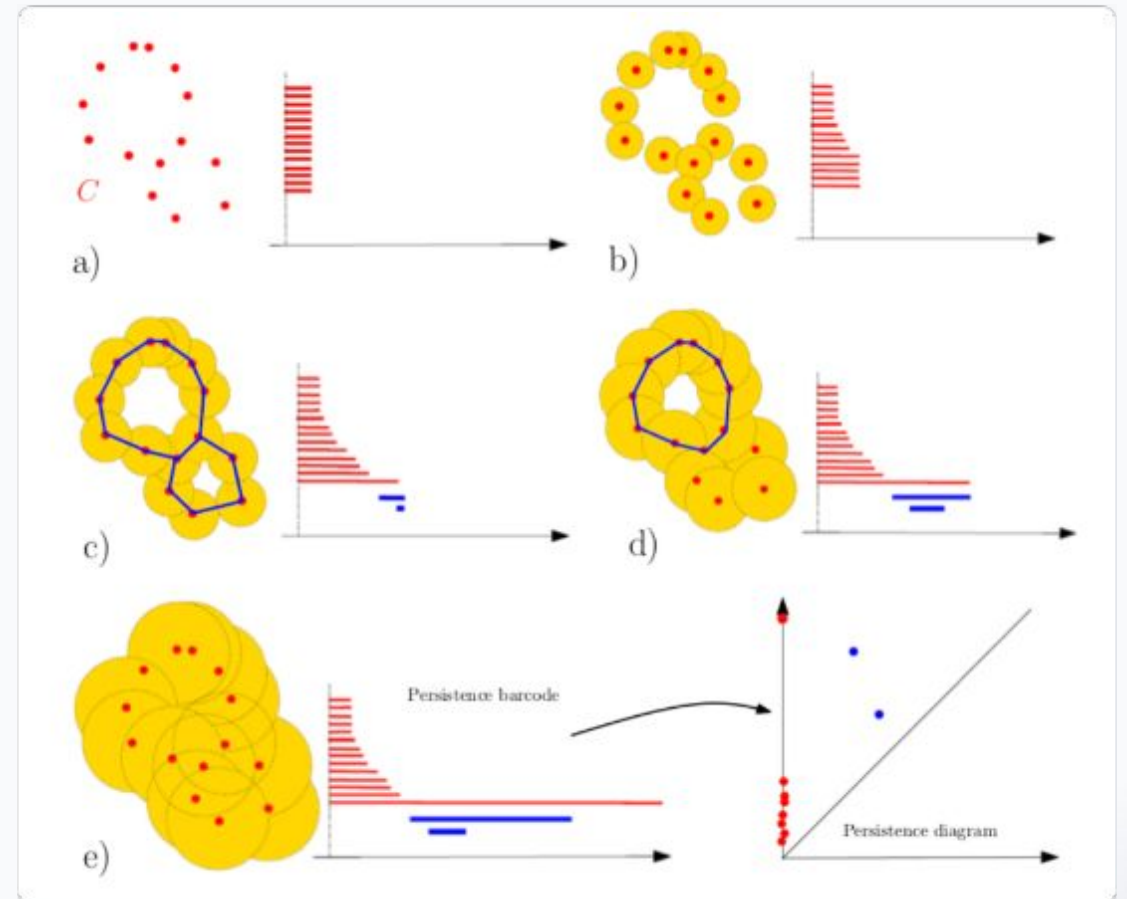 C
a)
b)
c)
d)
Persistence barcode
Persistence diagram
e)